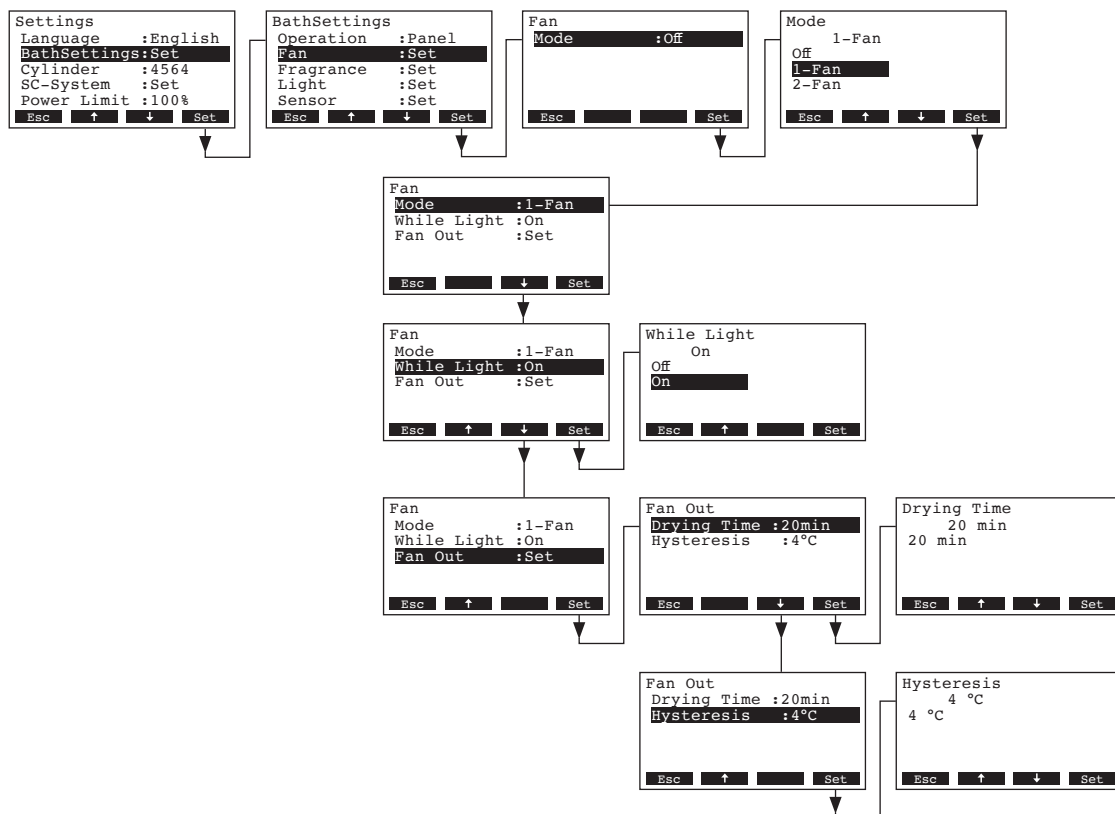 Settings
Language :English
BathSettings:Set
Cylinder :4564
SC-System :Set
Power Limit :100%
Esc ↑ ↓ Set
BathSettings
Operation :Panel
Fan :Set
Fragrance :Set
Light :Set
Sensor :Set
Esc ↑ ↓ Set
Fan
Mode :Off
Esc Set
Mode
1-Fan
Off
1-Fan
2-Fan
Esc ↑ ↓ Set
Fan
Mode :1-Fan
While Light :On
Fan Out :Set
Esc ↓ Set
Fan
Mode :1-Fan
While Light :On
Fan Out :Set
Esc ↑ ↓ Set
While Light
On
Off
On
Esc ↑ Set
Fan
Mode :1-Fan
While Light :On
Fan Out :Set
Esc ↑ Set
Fan Out
Drying Time :20min
Hysteresis :4°C
Esc ↓ Set
Drying Time
20 min
20 min
Esc ↑ ↓ Set
Fan Out
Drying Time :20min
Hysteresis :4°C
Esc ↑ Set
Hysteresis
4 °C
4 °C
Esc ↑ ↓ Set